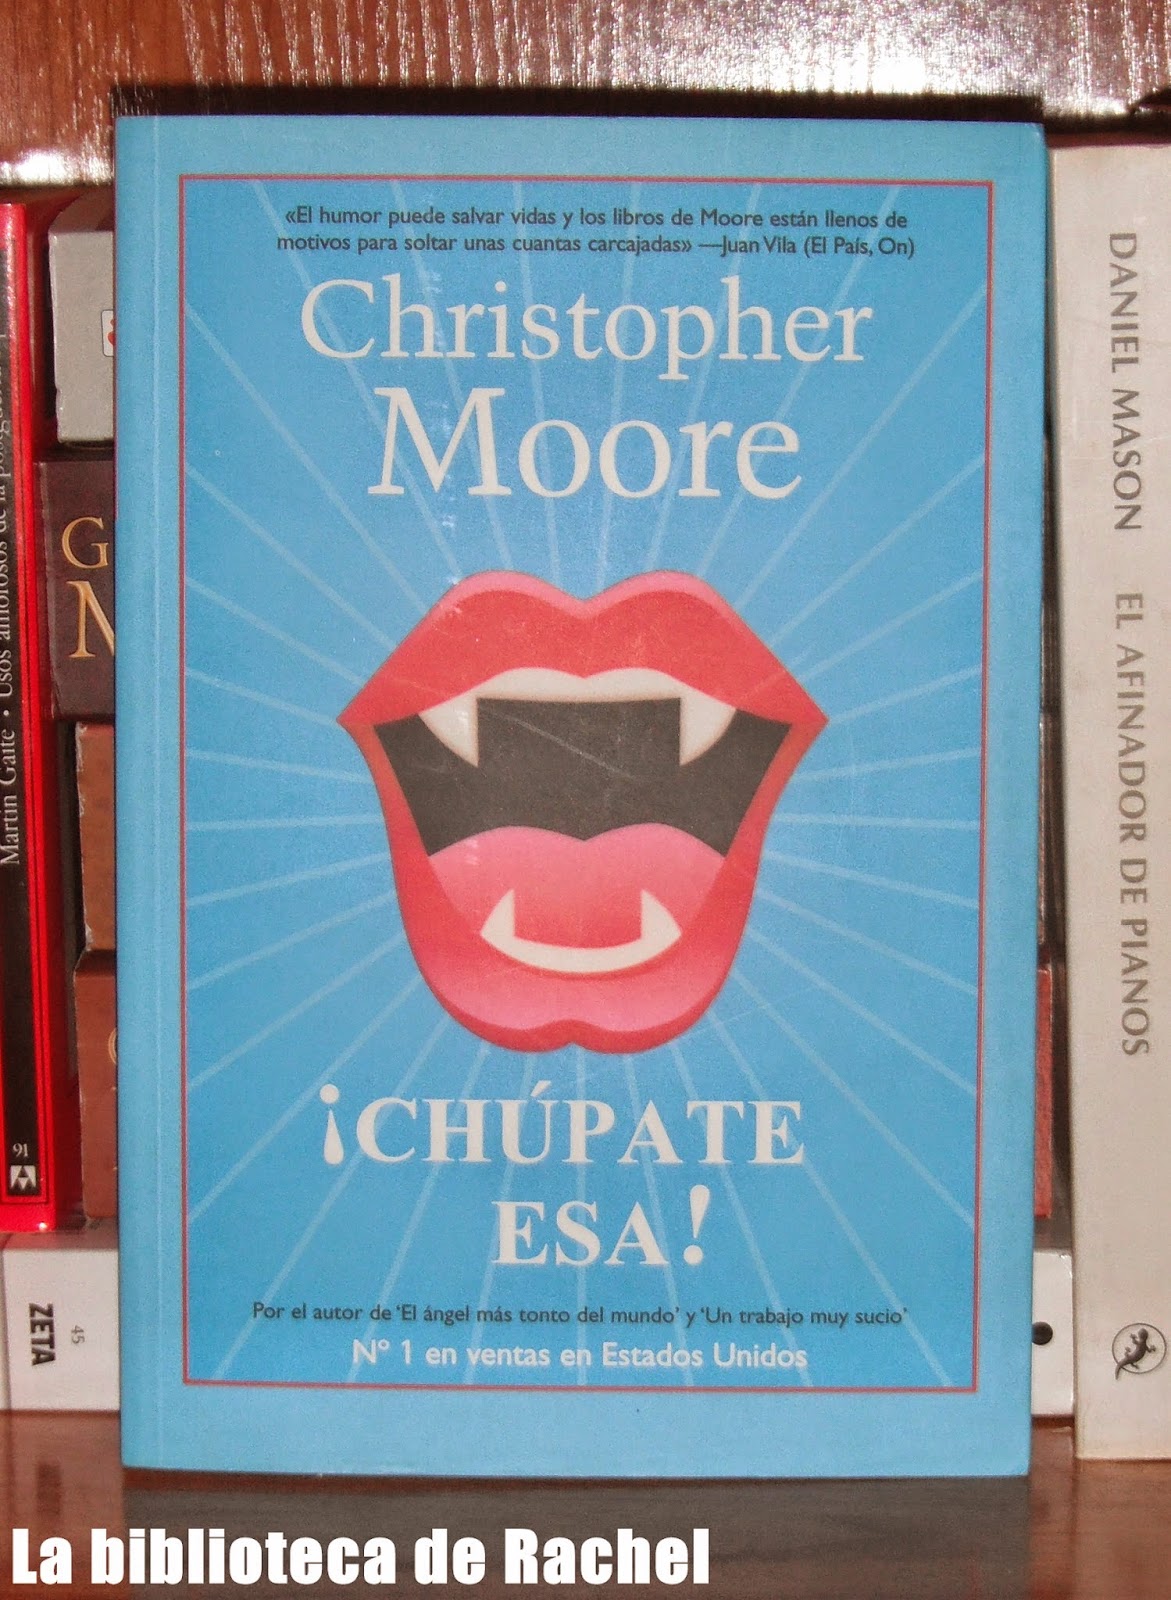 «El humor puede salvar vidas y los libros de Moore están llenos de
motivos para soltar unas cuantas carcajadas» —Juan Vila (El País, On)
Christopher
Moore
¡CHÚPATE
ESA!
Por el autor de ‘El ángel más tonto del mundo’ y ‘Un trabajo muy sucio’
Nº 1 en ventas en Estados Unidos
Martín Gaite · Usos amorosos de la
91
G
M
ZETA
45
DANIEL MASON EL AFINADOR DE PIANOS
La biblioteca de Rachel